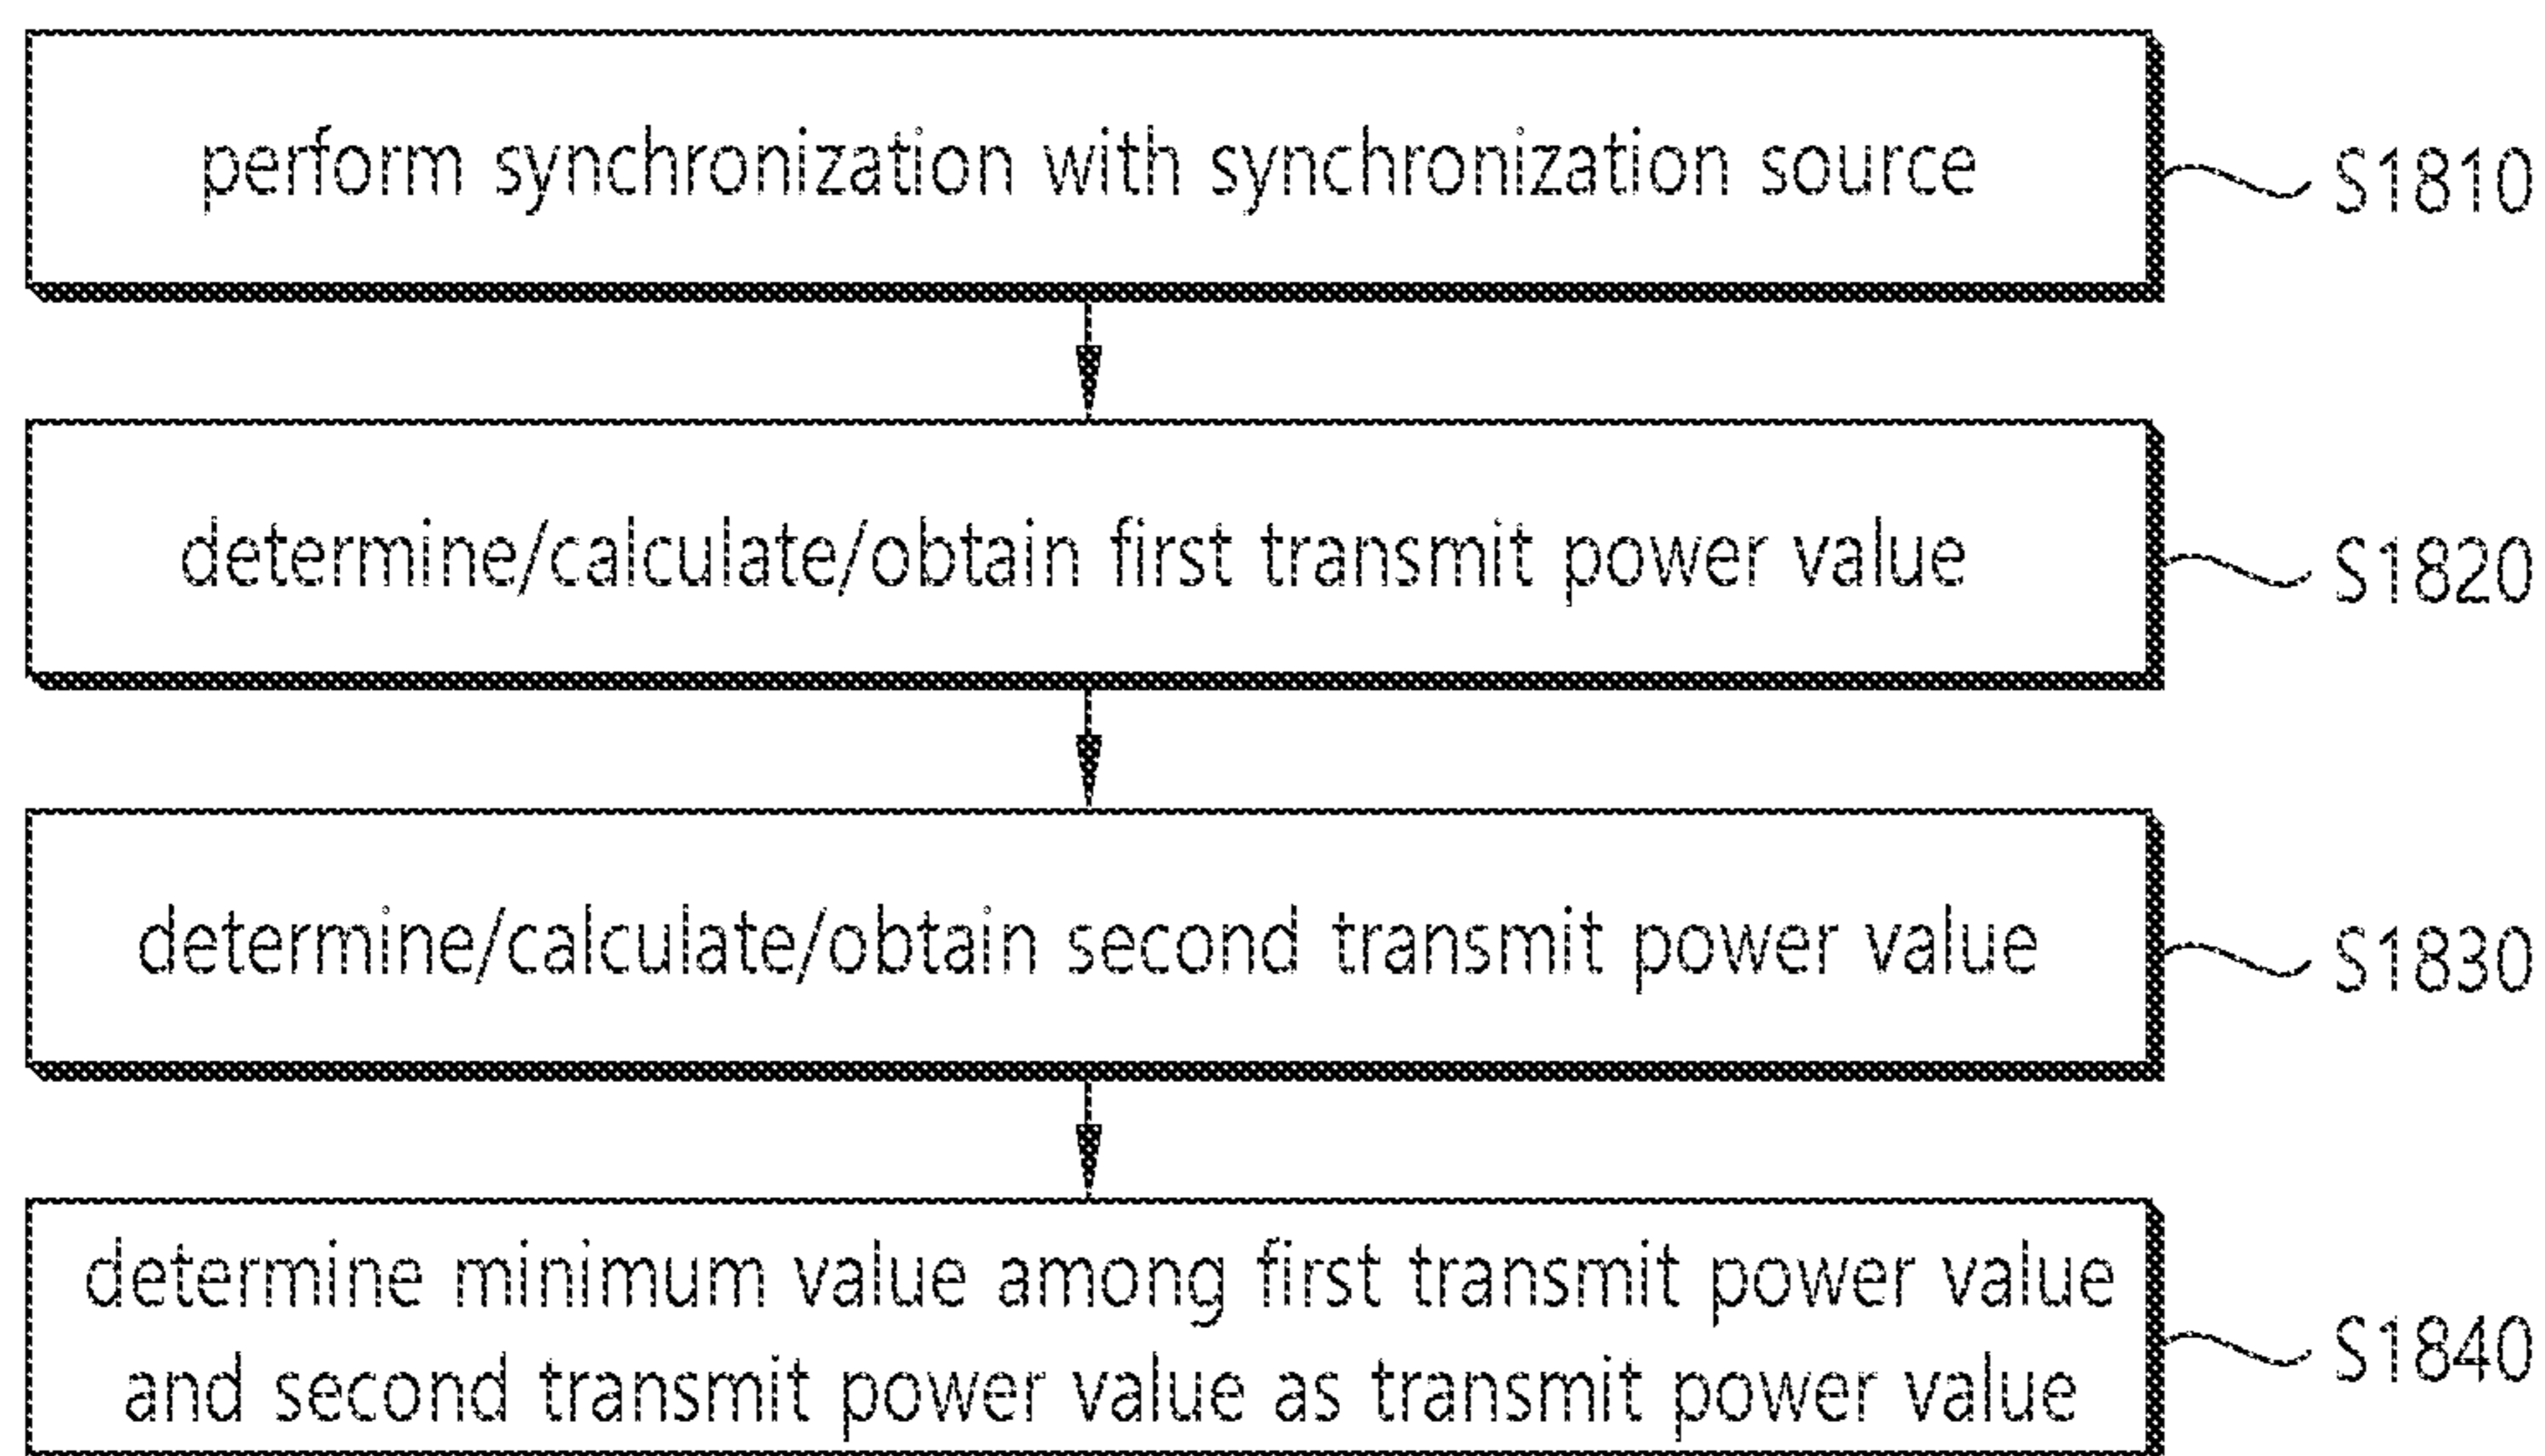 perform synchronization with synchronization source
S1810
determine/calculate/obtain first transmit power value
S1820
determine/calculate/obtain second transmit power value
S1830
determine minimum value among first transmit power value
and second transmit power value as transmit power value
S1840